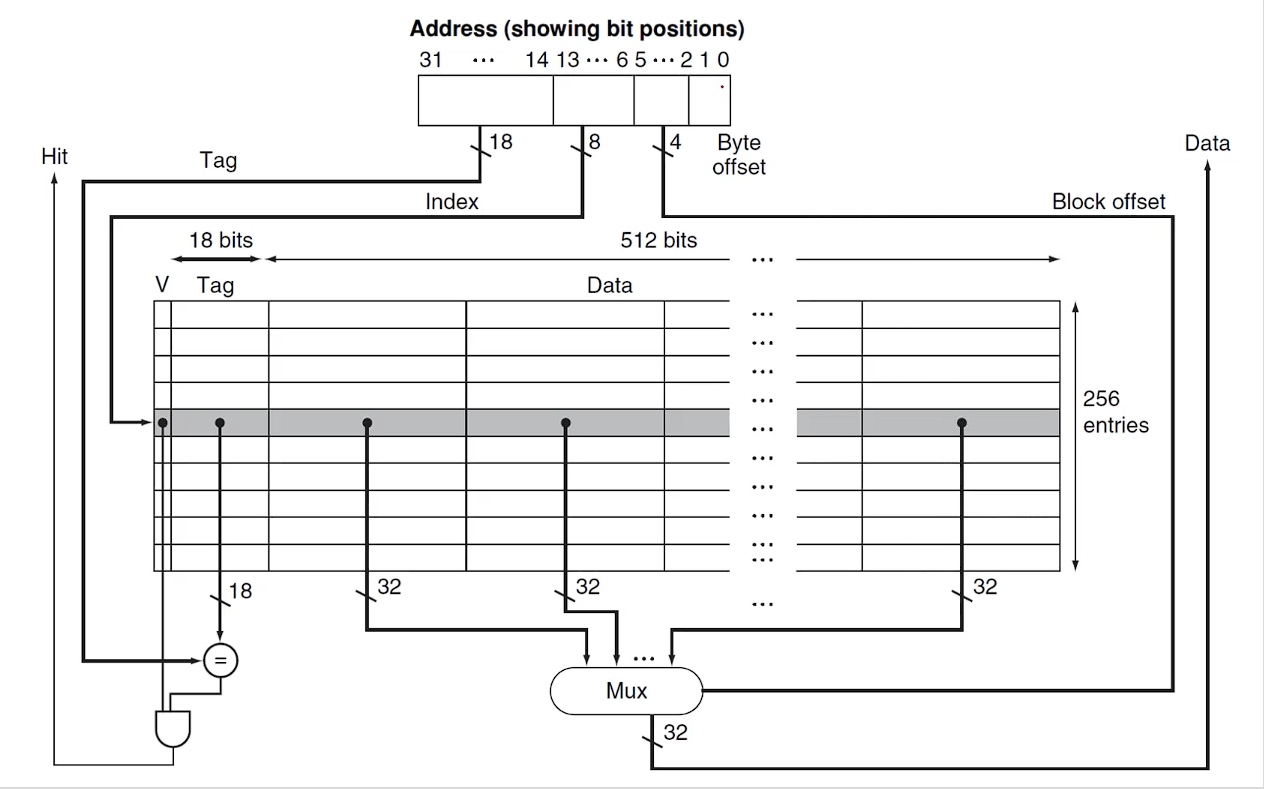 Address (showing bit positions)
31 ... 14 13 ... 6 5 ... 2 1 0
18 8 4 Byte
offset
Hit Tag Data
Index Block offset
18 bits 512 bits ...
V Tag Data
...
...
...
...
...
...
...
...
...
...
256
entries
18 32 32 ... 32
= ...
Mux
32